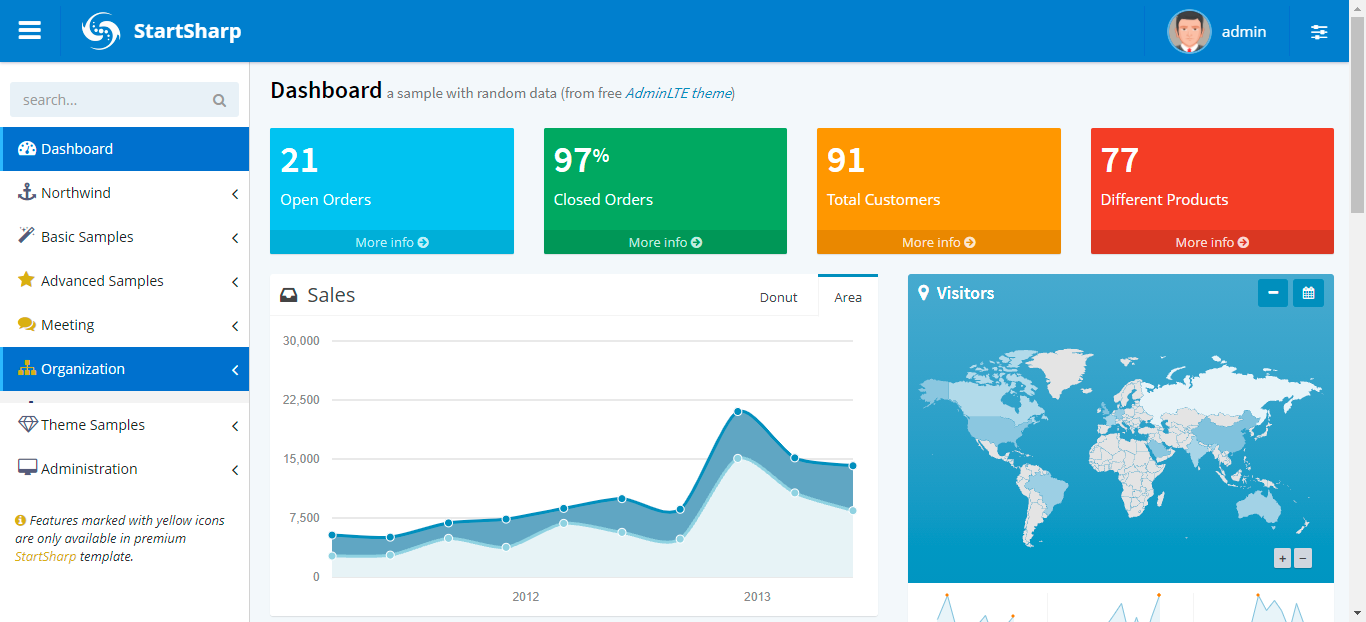 StartSharp
admin
search...
Dashboard
Northwind
Basic Samples
Advanced Samples
Meeting
Organization
Theme Samples
Administration
Features marked with yellow icons
are only available in premium
StartSharp template.
Dashboard a sample with random data (from free AdminLTE theme)
21
Open Orders
More info
97%
Closed Orders
More info
91
Total Customers
More info
77
Different Products
More info
Sales
Donut
Area
30,000
22,500
15,000
7,500
0
2012
2013
Visitors
+
−